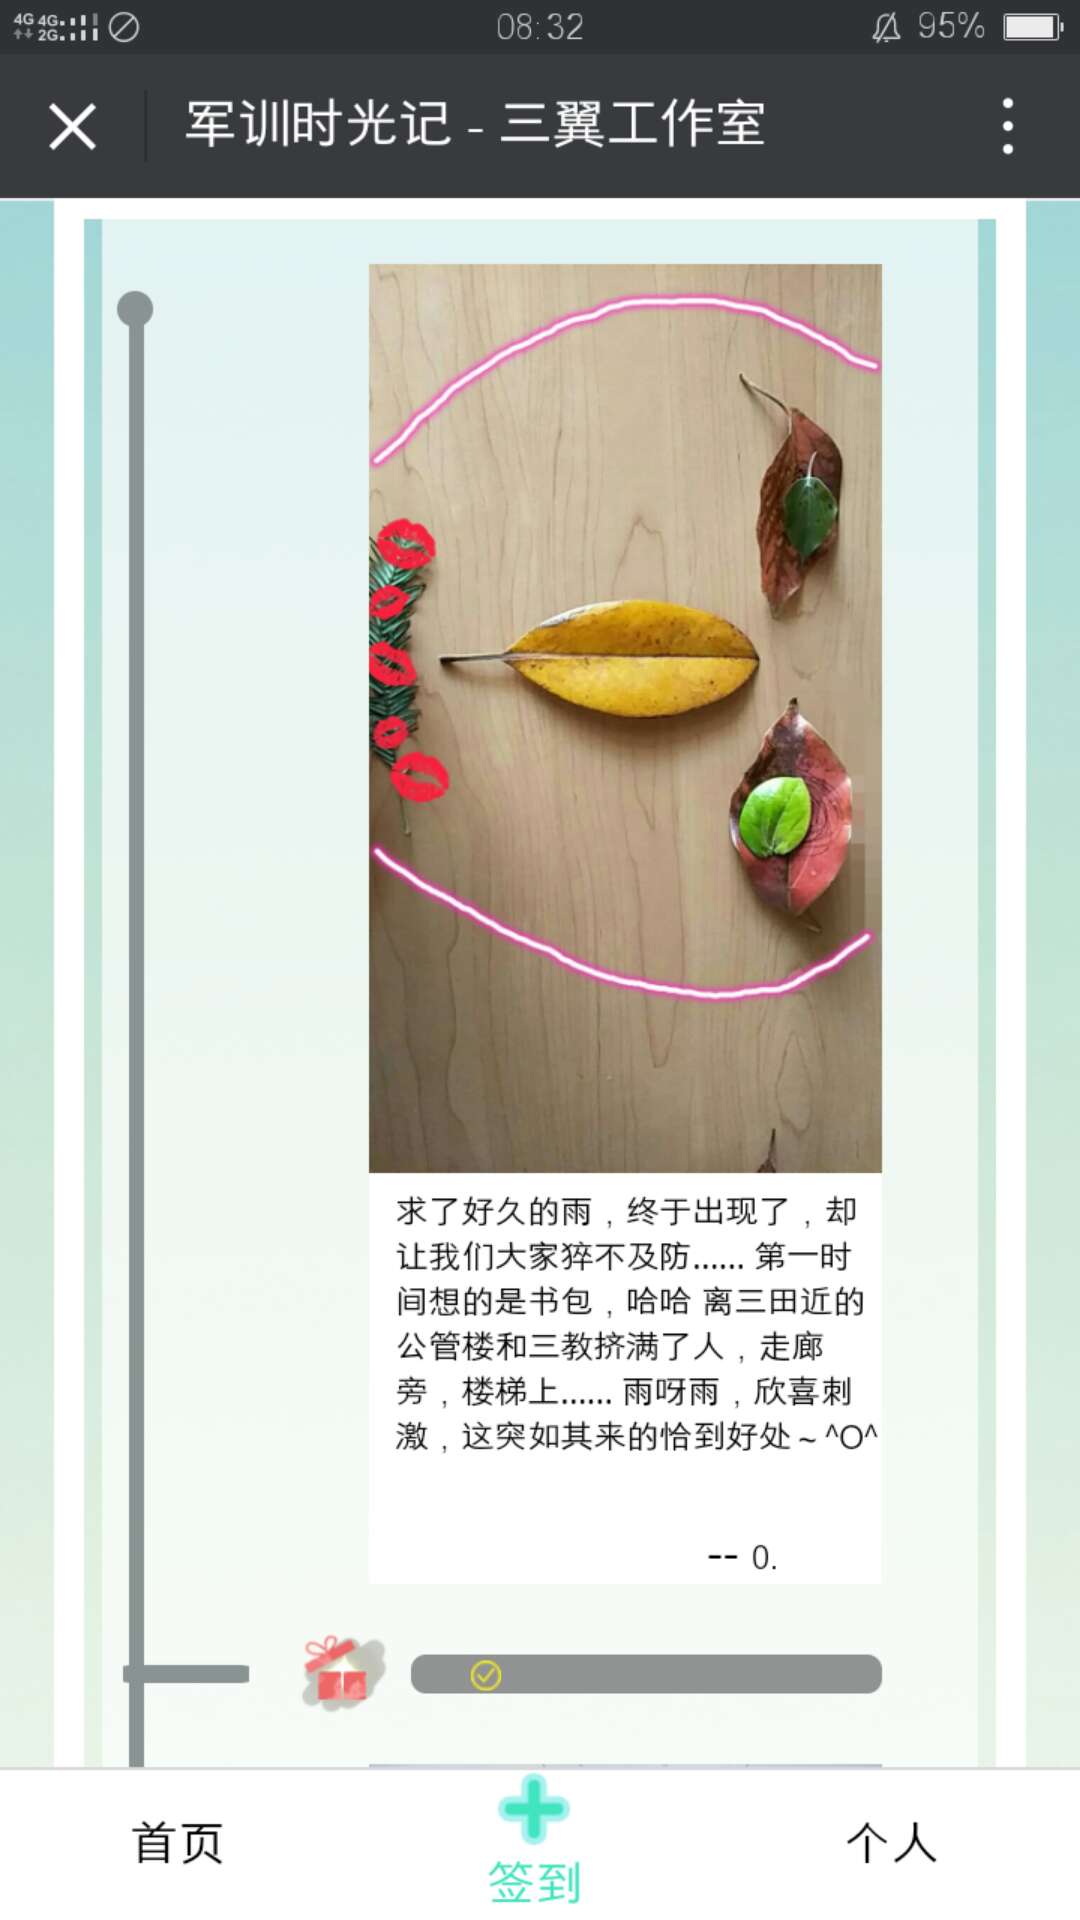 4G 4G 2G 08:32 95%
军训时光记 - 三翼工作室
求了好久的雨，终于出现了，却
让我们大家猝不及防...... 第一时
间想的是书包，哈哈 离三田近的
公管楼和三教挤满了人，走廊
旁，楼梯上...... 雨呀雨，欣喜刺
激，这突如其来的恰到好处～^O^
-- 0.
首页
签到
个人